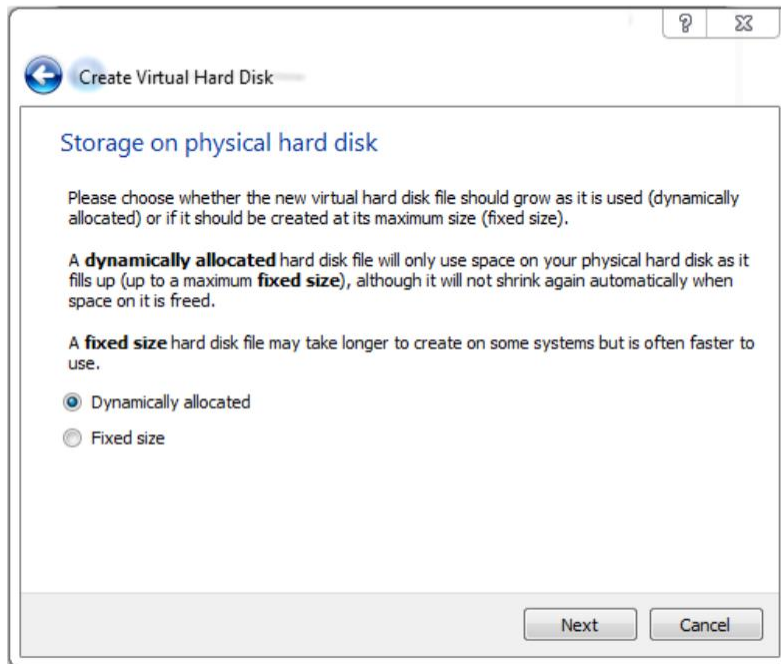 Create Virtual Hard Disk
Storage on physical hard disk
Please choose whether the new virtual hard disk file should grow as it is used (dynamically
allocated) or if it should be created at its maximum size (fixed size).
A dynamically allocated hard disk file will only use space on your physical hard disk as it
fills up (up to a maximum fixed size), although it will not shrink again automatically when
space on it is freed.
A fixed size hard disk file may take longer to create on some systems but is often faster to
use.
Dynamically allocated
Fixed size
Next Cancel